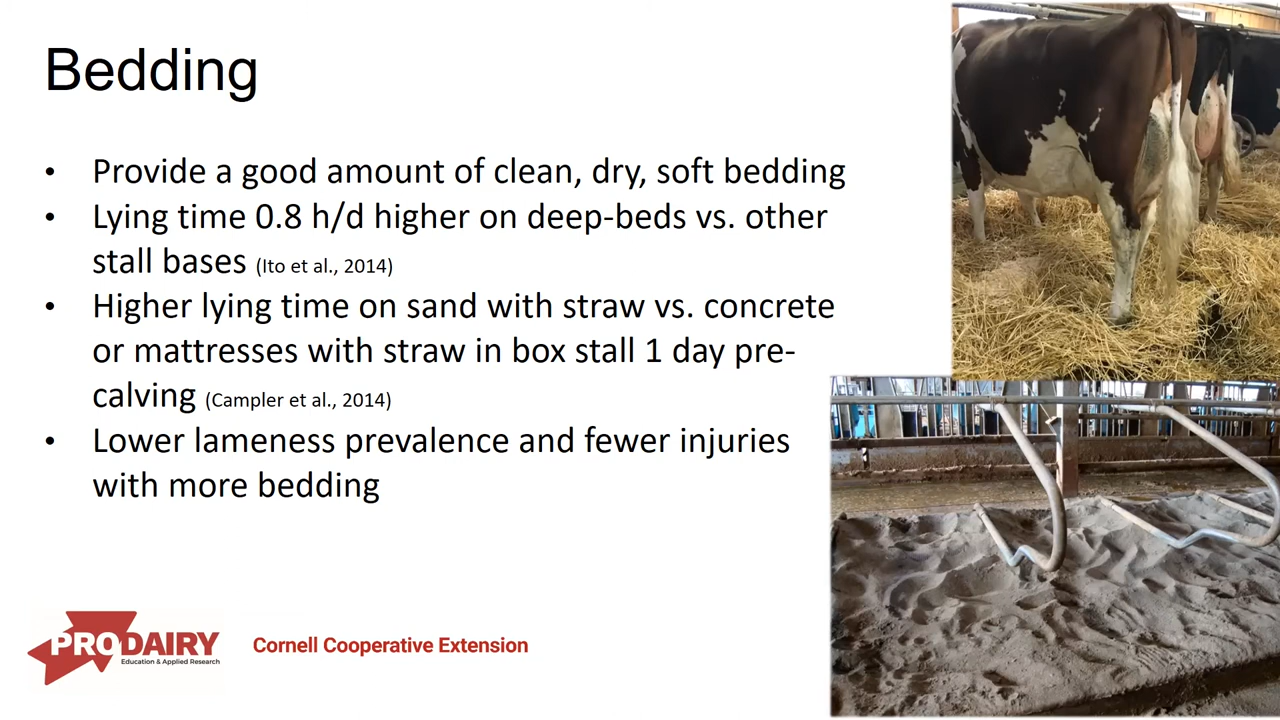 Bedding
• Provide a good amount of clean, dry, soft bedding
• Lying time 0.8 h/d higher on deep-beds vs. other
stall bases (Ito et al., 2014)
• Higher lying time on sand with straw vs. concrete
or mattresses with straw in box stall 1 day pre-
calving (Campler et al., 2014)
• Lower lameness prevalence and fewer injuries
with more bedding
PRODAIRY
Education & Applied Research
Cornell Cooperative Extension